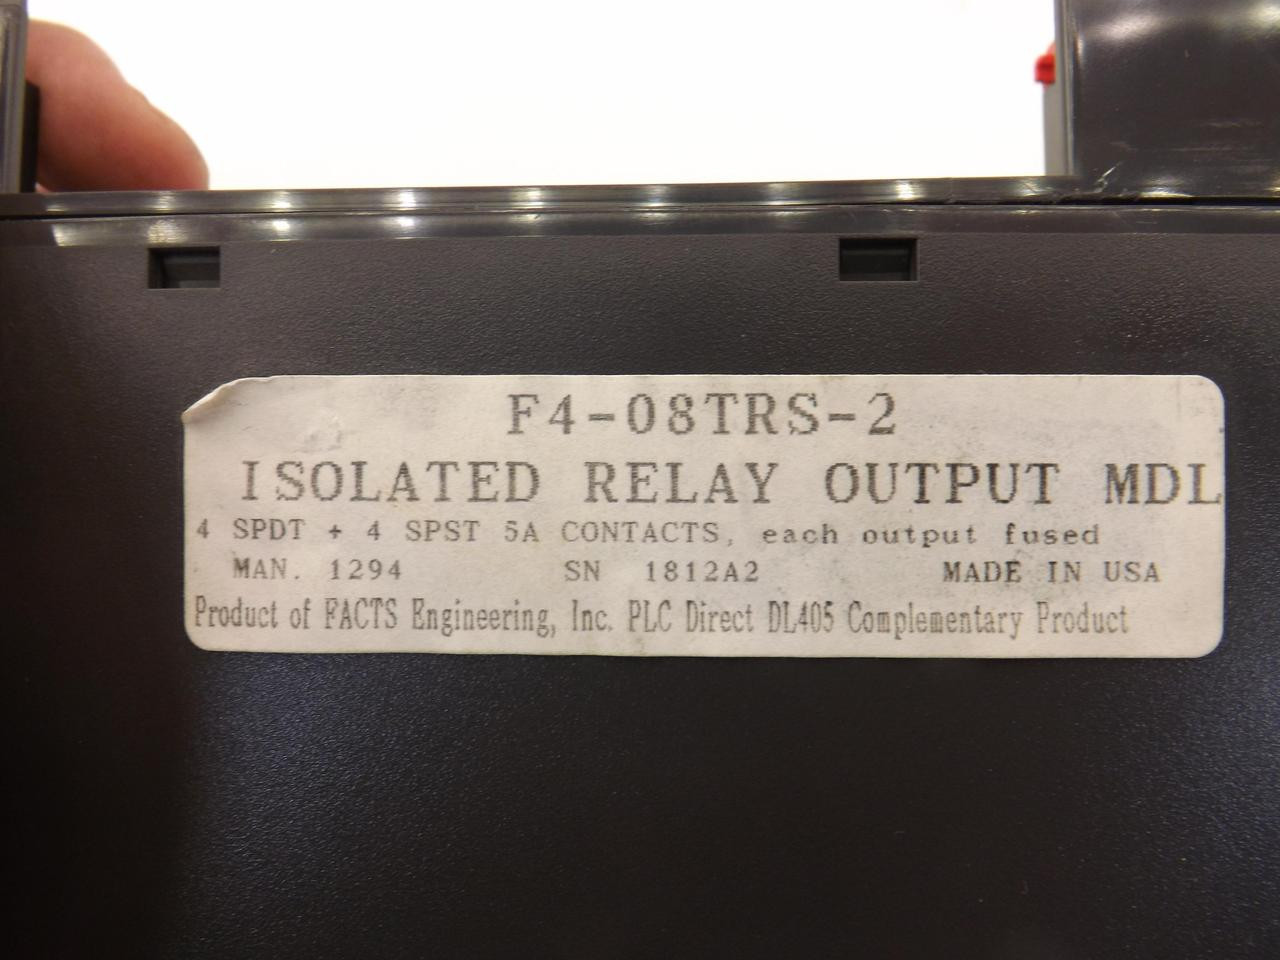 F4-08TRS-2
ISOLATED RELAY OUTPUT MDL
4 SPDT + 4 SPST 5A CONTACTS, each output fused
MAN. 1294 SN 1812A2 MADE IN USA
Product of FACTS Engineering, Inc. PLC Direct DL405 Complementary Product